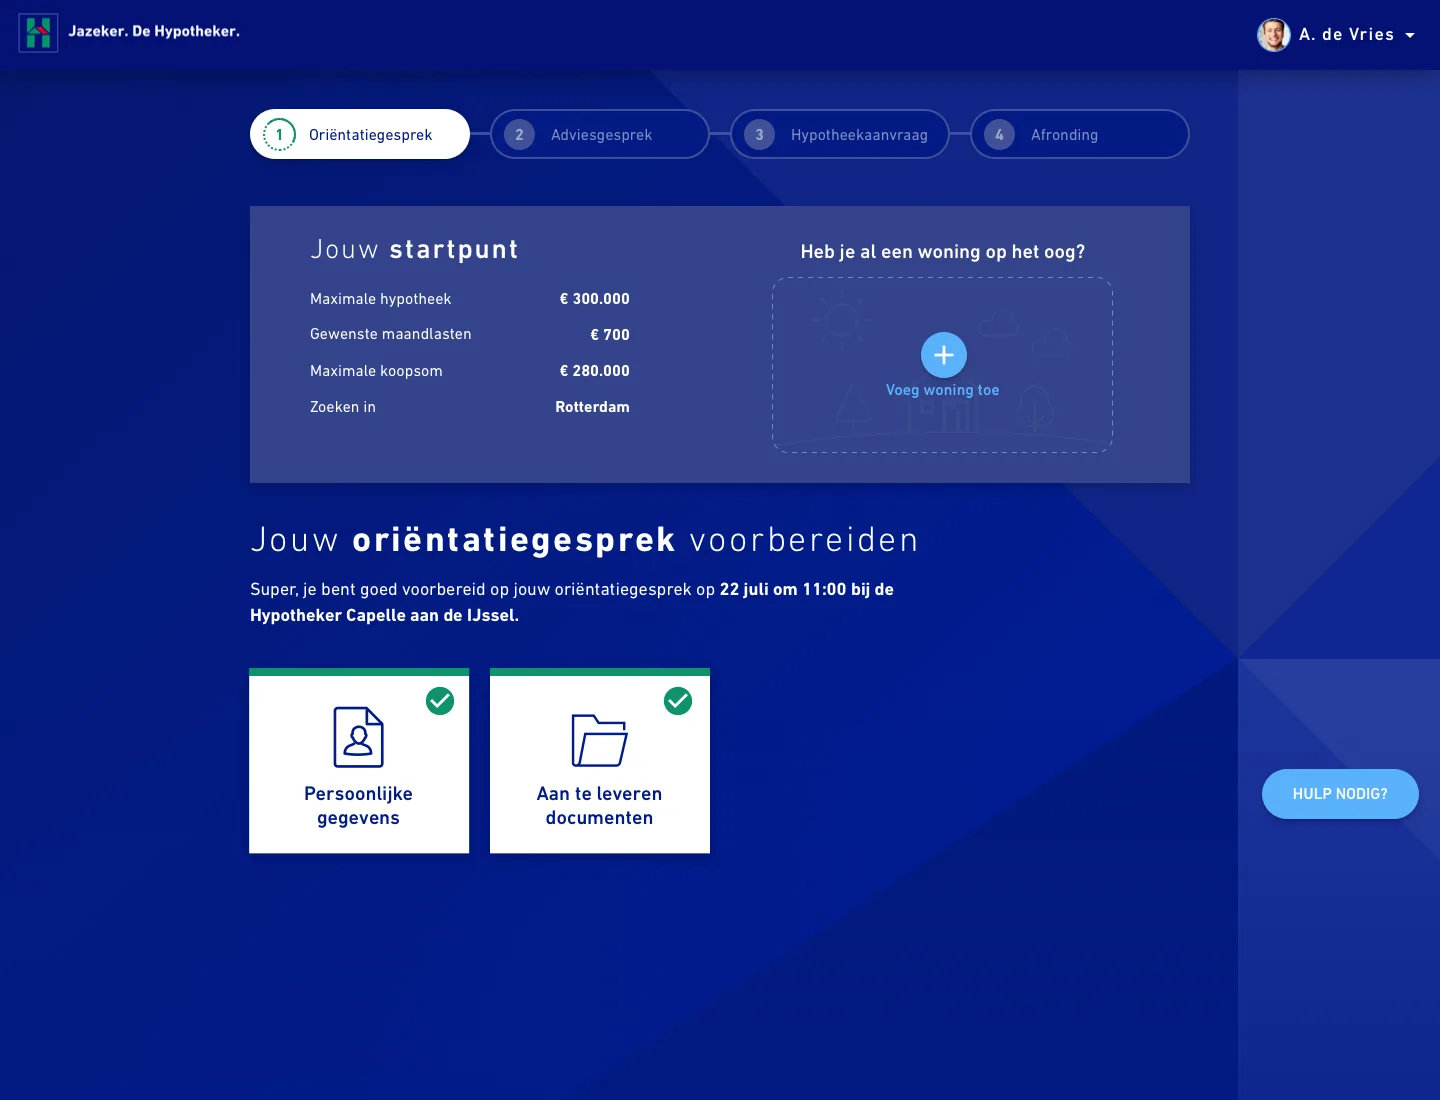 Jazeker. De Hypotheker.
A. de Vries
1 Oriëntatiegesprek
2 Adviesgesprek
3 Hypotheekaanvraag
4 Afronding
Jouw startpunt
Maximale hypotheek € 300.000
Gewenste maandlasten € 700
Maximale koopsom € 280.000
Zoeken in Rotterdam
Heb je al een woning op het oog?
Voeg woning toe
Jouw oriëntatiegesprek voorbereiden
Super, je bent goed voorbereid op jouw oriëntatiegesprek op 22 juli om 11:00 bij de
Hypotheker Capelle aan de IJssel.
Persoonlijke
gegevens
Aan te leveren
documenten
HULP NODIG?